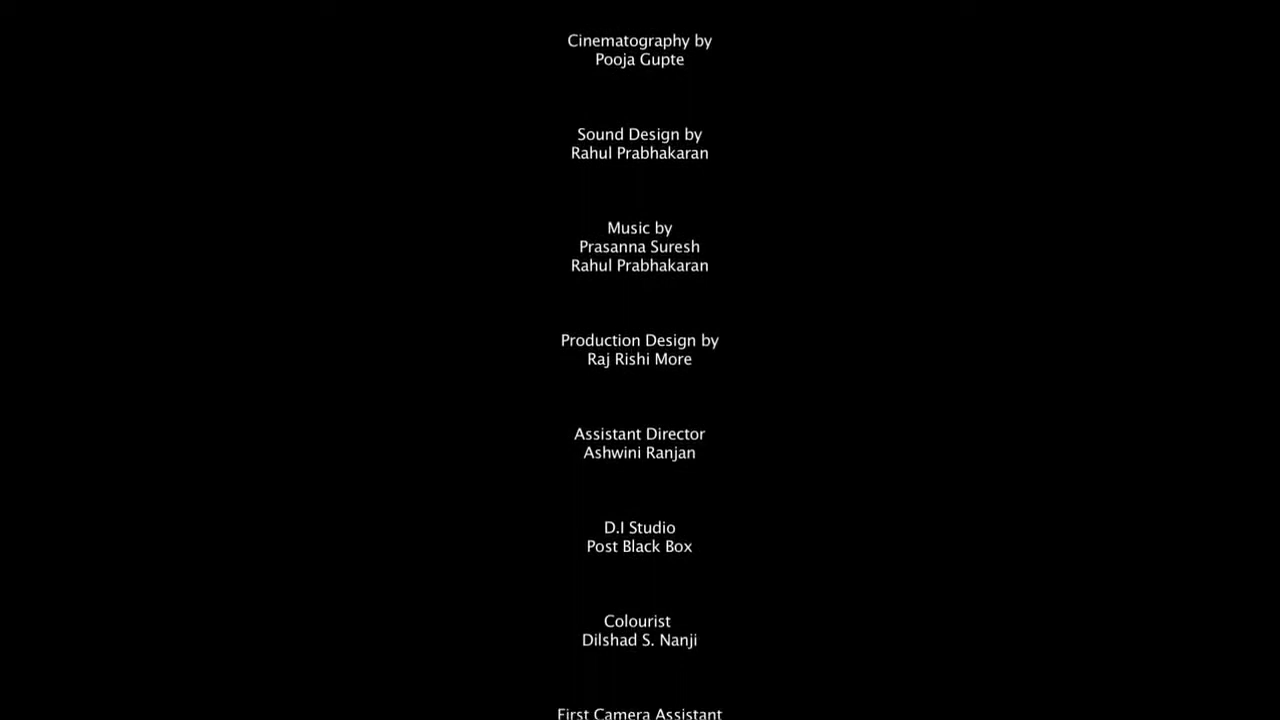 Cinematography by
Pooja Gupte
Sound Design by
Rahul Prabhakaran
Music by
Prasanna Suresh
Rahul Prabhakaran
Production Design by
Raj Rishi More
Assistant Director
Ashwini Ranjan
D.I Studio
Post Black Box
Colourist
Dilshad S. Nanji
First Camera Assistant